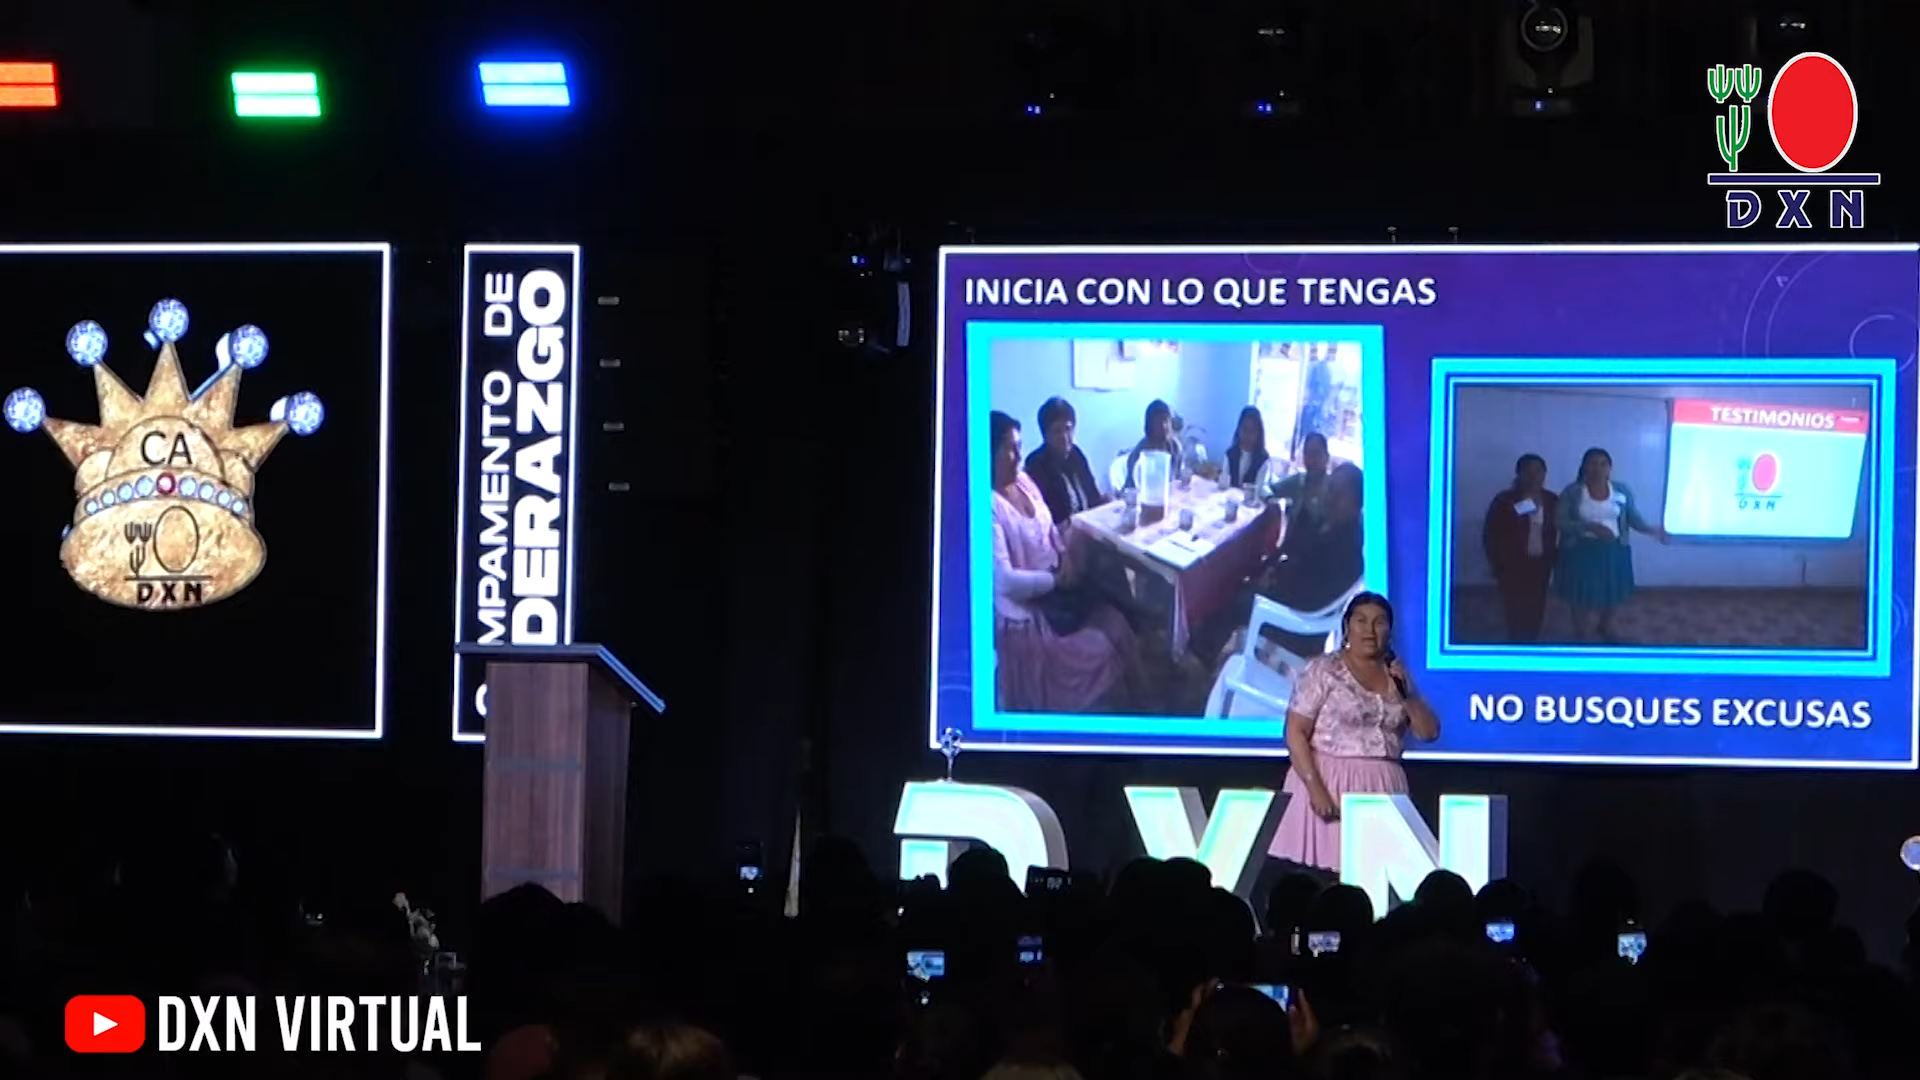 DXN
INICIA CON LO QUE TENGAS
TESTIMONIOS
DXN
NO BUSQUES EXCUSAS
CA
DXN
MPAMENTO DE
DERAZGO
DXN
DXN VIRTUAL